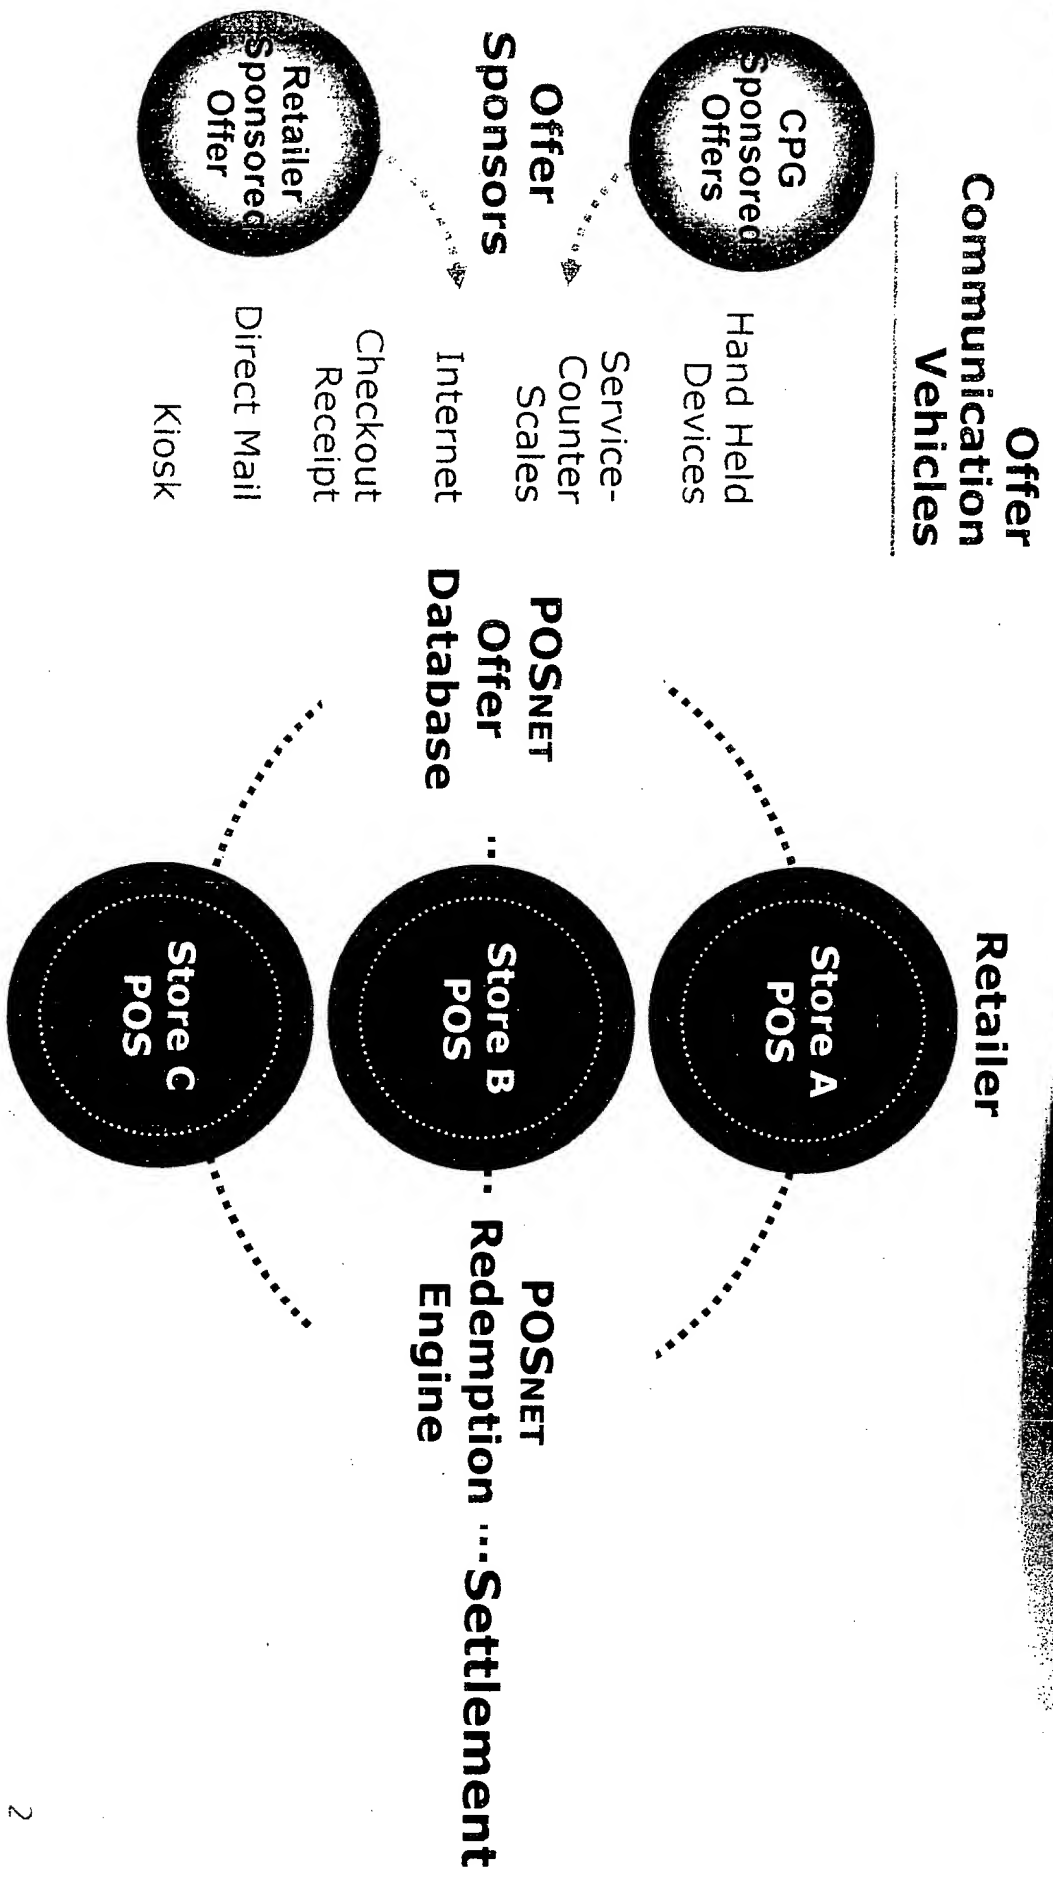 Offer
Communication
Vehicles
Retailer
CPG
Sponsored
Offers
Offer
Sponsors
Retailer
Sponsored
Offer
Hand Held
Devices
Service-
Counter
Scales
Internet
Checkout
Receipt
Direct Mail
Kiosk
POSNET
Offer
Database
Store A
POS
Store B
POS
Store C
POS
POSNET
Redemption
Engine
Settlement
2